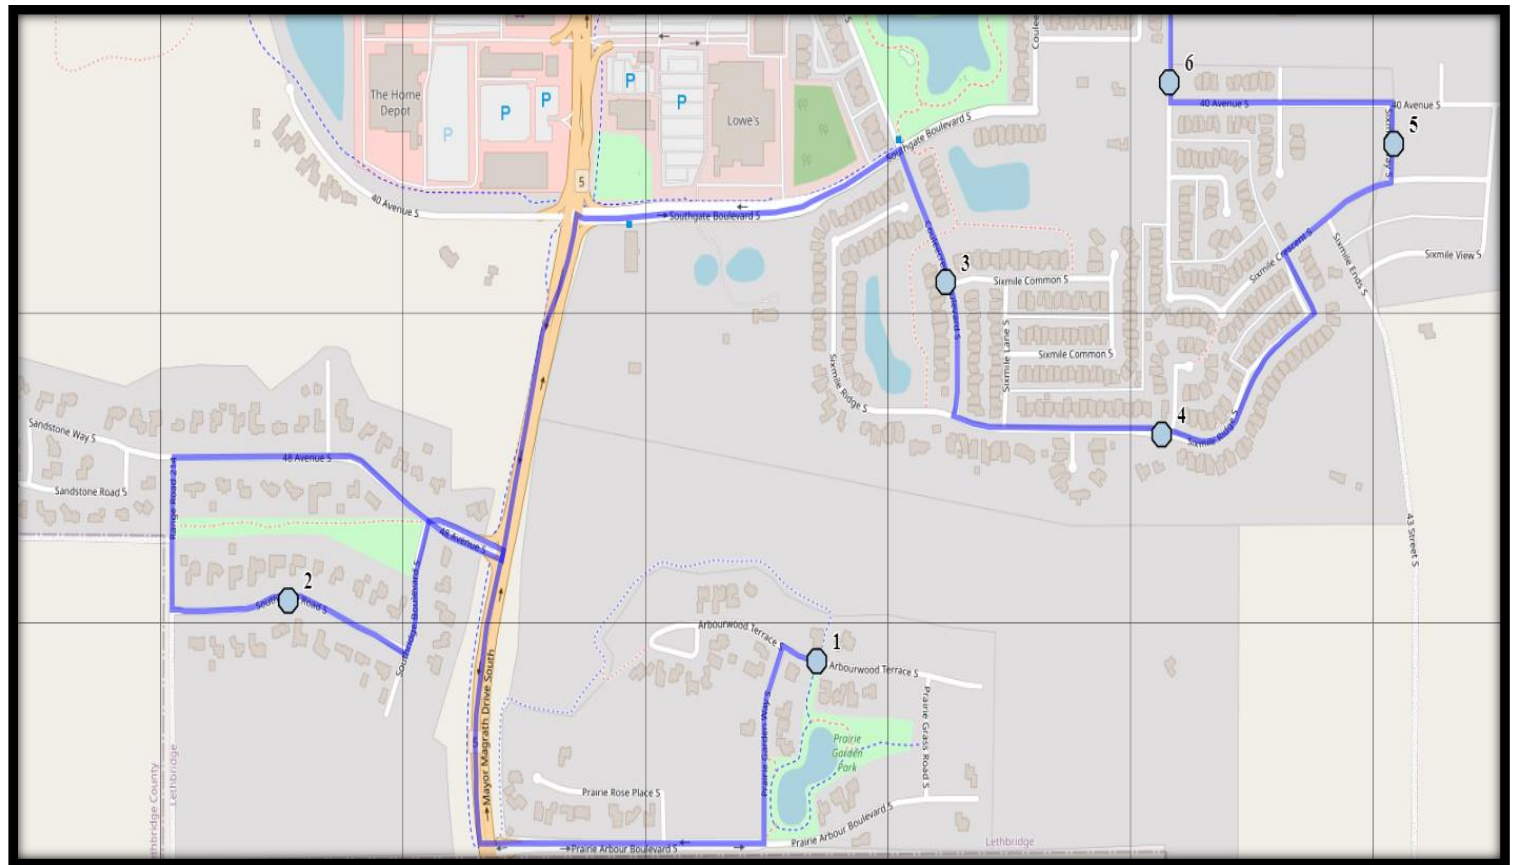 Coulee
6
40 Avenue S
40 Avenue S
P
The Home
Depot
P
P
P
P
Lowe's
5
Southgate Boulevard S
5
40 Avenue S
Southgate Boulevard S
Sixmile Crescent S
Sixmile Ends S
Sixmile View S
3
Sixmile Common S
Sixmile Lane S
Sixmile Common S
Sixmile Ridge S
4
Sixmile Ridge S
Sandstone Way S
48 Avenue S
Sandstone Road S
Range Road 214
48 Avenue S
43 Street S
2
Road S
Southbridge Boulevard S
Arbourwood Terrace S
1
Arbourwood Terrace S
Mayor Magrath Drive South
Prairie Garden Way S
Prairie Grass Road S
Prairie
Garden
Park
Prairie Rose Place S
Prairie Arbour Boulevard S
Prairie Arbour Boulevard S
Lethbridge
Lethbridge
thbridge County